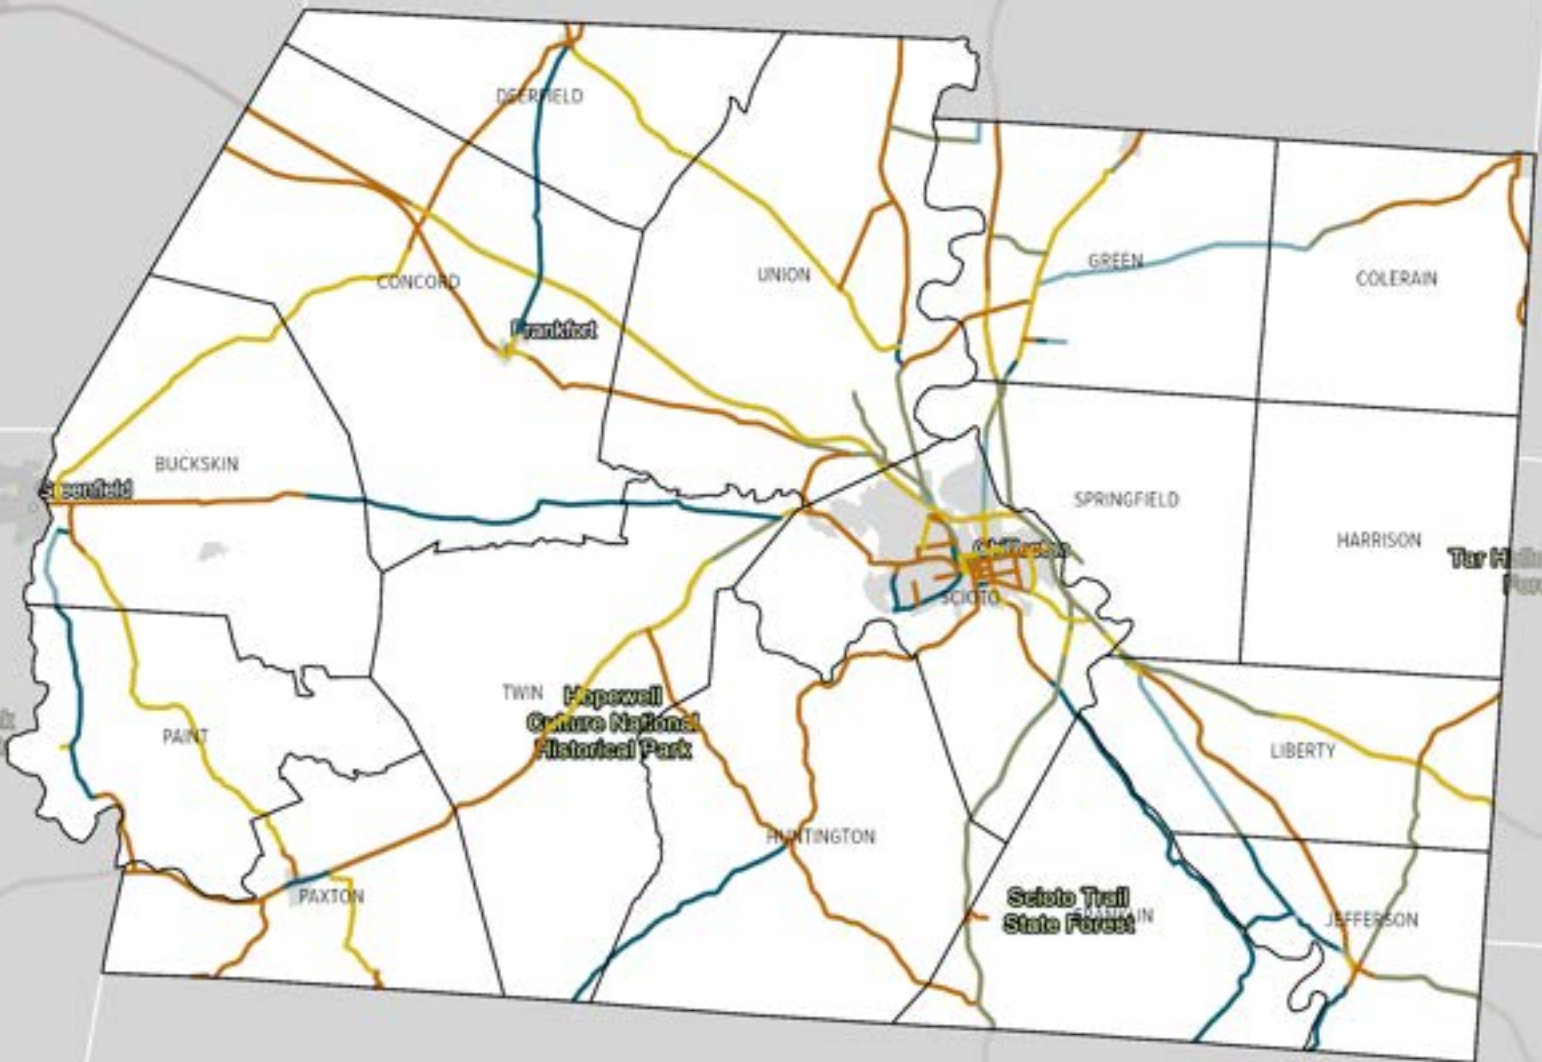 DEERFIELD
GREEN
UNION
CONCORD
COLERAIN
Frankfort
BUCKSKIN
Greenfield
SPRINGFIELD
HARRISON
SCIOTO
TWIN
Hopewell
Culture National
Historical Park
PAINT
LIBERTY
HUNTINGTON
PAXTON
Scioto Trail
State Forest
FRANKLIN
JEFFERSON